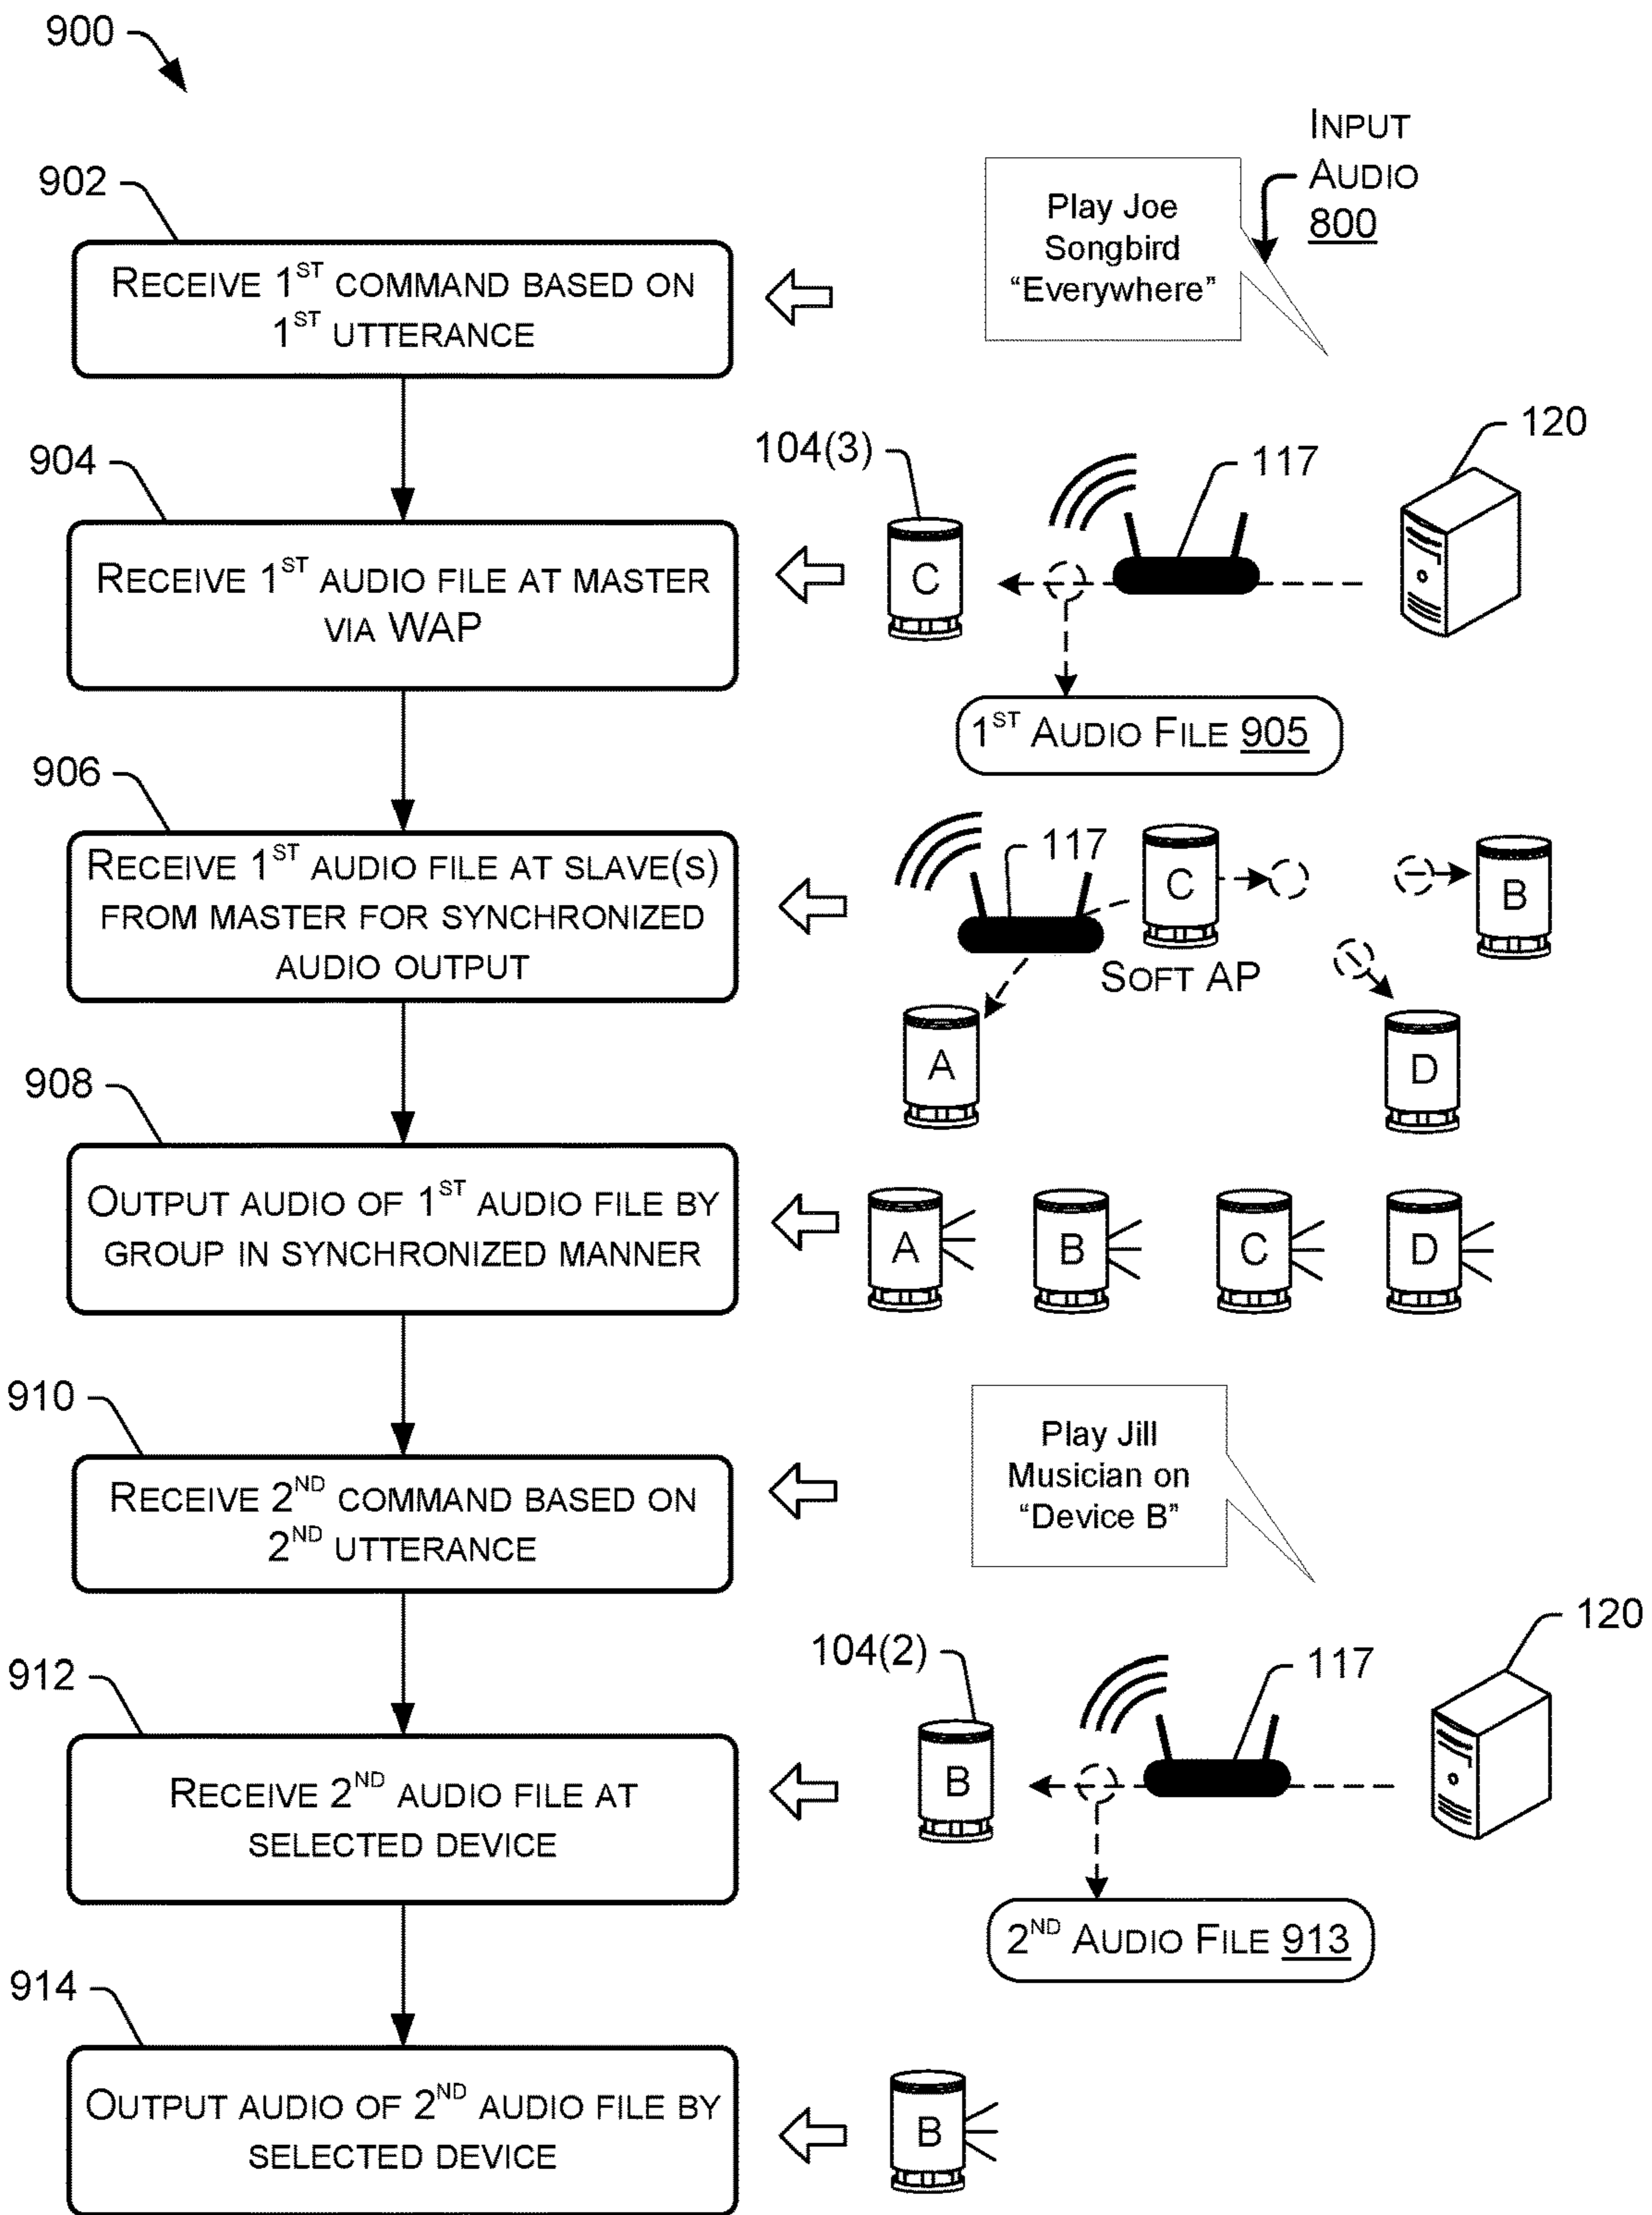 900
INPUT
AUDIO
800
902
Play Joe
Songbird
“Everywhere”
RECEIVE 1ST COMMAND BASED ON
1ST UTTERANCE
904
104(3)
117
120
C
RECEIVE 1ST AUDIO FILE AT MASTER
VIA WAP
1ST AUDIO FILE 905
906
117
C
B
RECEIVE 1ST AUDIO FILE AT SLAVE(S)
FROM MASTER FOR SYNCHRONIZED
AUDIO OUTPUT
SOFT AP
A
D
908
OUTPUT AUDIO OF 1ST AUDIO FILE BY
GROUP IN SYNCHRONIZED MANNER
A
B
C
D
910
Play Jill
Musician on
“Device B”
RECEIVE 2ND COMMAND BASED ON
2ND UTTERANCE
912
104(2)
117
120
B
RECEIVE 2ND AUDIO FILE AT
SELECTED DEVICE
2ND AUDIO FILE 913
914
OUTPUT AUDIO OF 2ND AUDIO FILE BY
SELECTED DEVICE
B